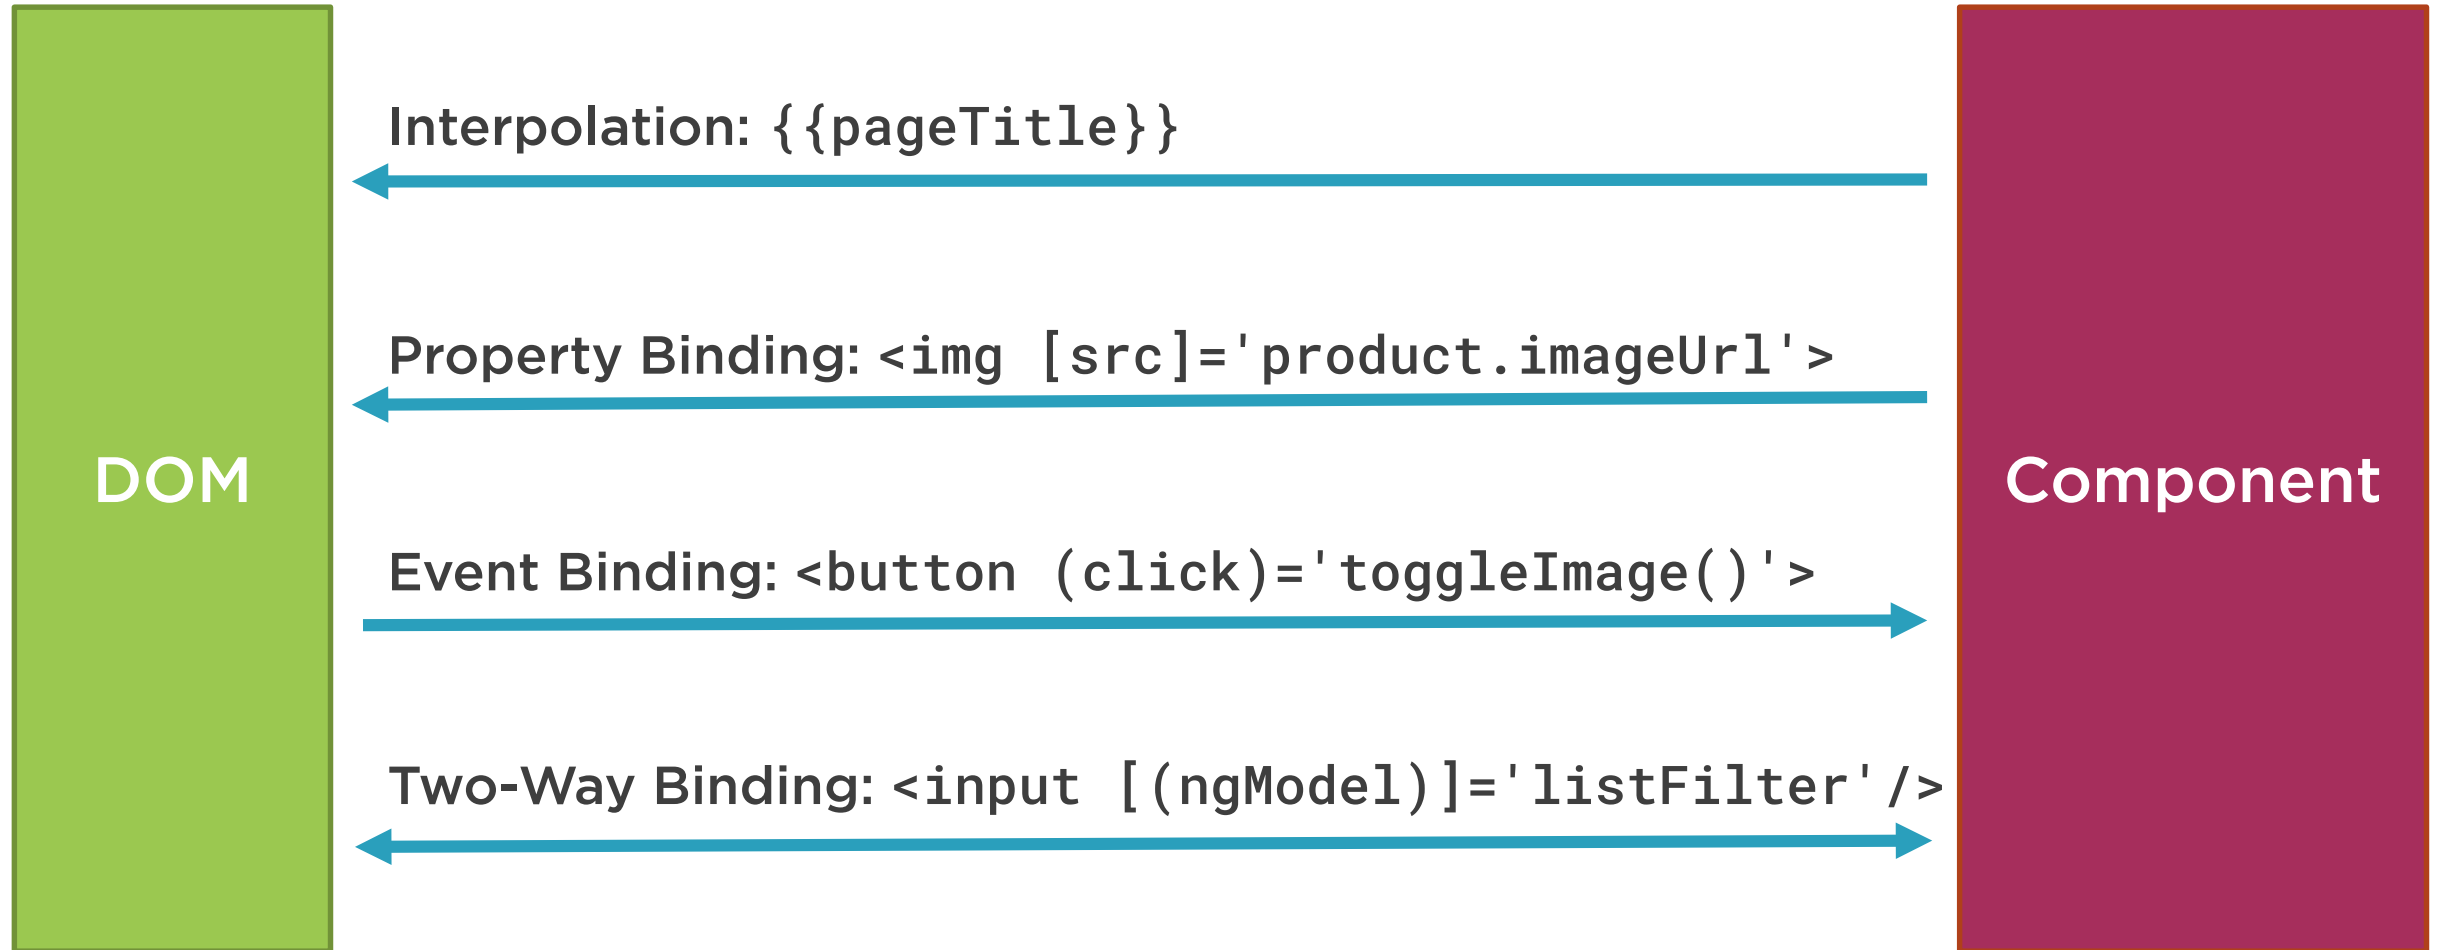 Interpolation: {{pageTitle}}
Property Binding: <img [src]='product.imageUrl'>
DOM
Component
Event Binding: <button (click)='toggleImage()'>
Two-Way Binding: <input [(ngModel)]='listFilter'/>